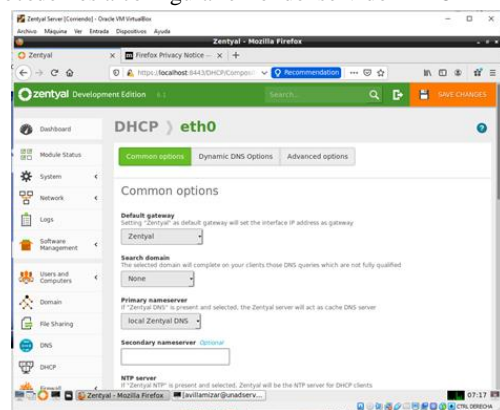 Zentyal Server [Corriendo] - Oracle VM VirtualBox
Archivo Máquina Ver Entrada Dispositivos Ayuda
Zentyal - Mozilla Firefox
Zentyal
Firefox Privacy Notice
https://localhost:8443/DHCP/Composi
Recommendation
zentyal Development Edition 6.1
Search...
SAVE CHANGES
Dashboard
Module Status
System
Network
Logs
Software Management
Users and Computers
Domain
File Sharing
DNS
DHCP
Firewall
DHCP eth0
Common options
Dynamic DNS Options
Advanced options
Common options
Default gateway
Setting "Zentyal" as default gateway will set the interface IP address as gateway
Zentyal
Search domain
The selected domain will complete on your clients those DNS queries which are not fully qualified
None
Primary nameserver
If "Zentyal DNS" is present and selected, the Zentyal server will act as cache DNS server
local Zentyal DNS
Secondary nameserver Optional
NTP server
If "Zentyal NTP" is present and selected, Zentyal will be the NTP server for DHCP clients
Zentyal - Mozilla Firefox
[avillamizar@unadserv...
07:17
CTRL DERECHA